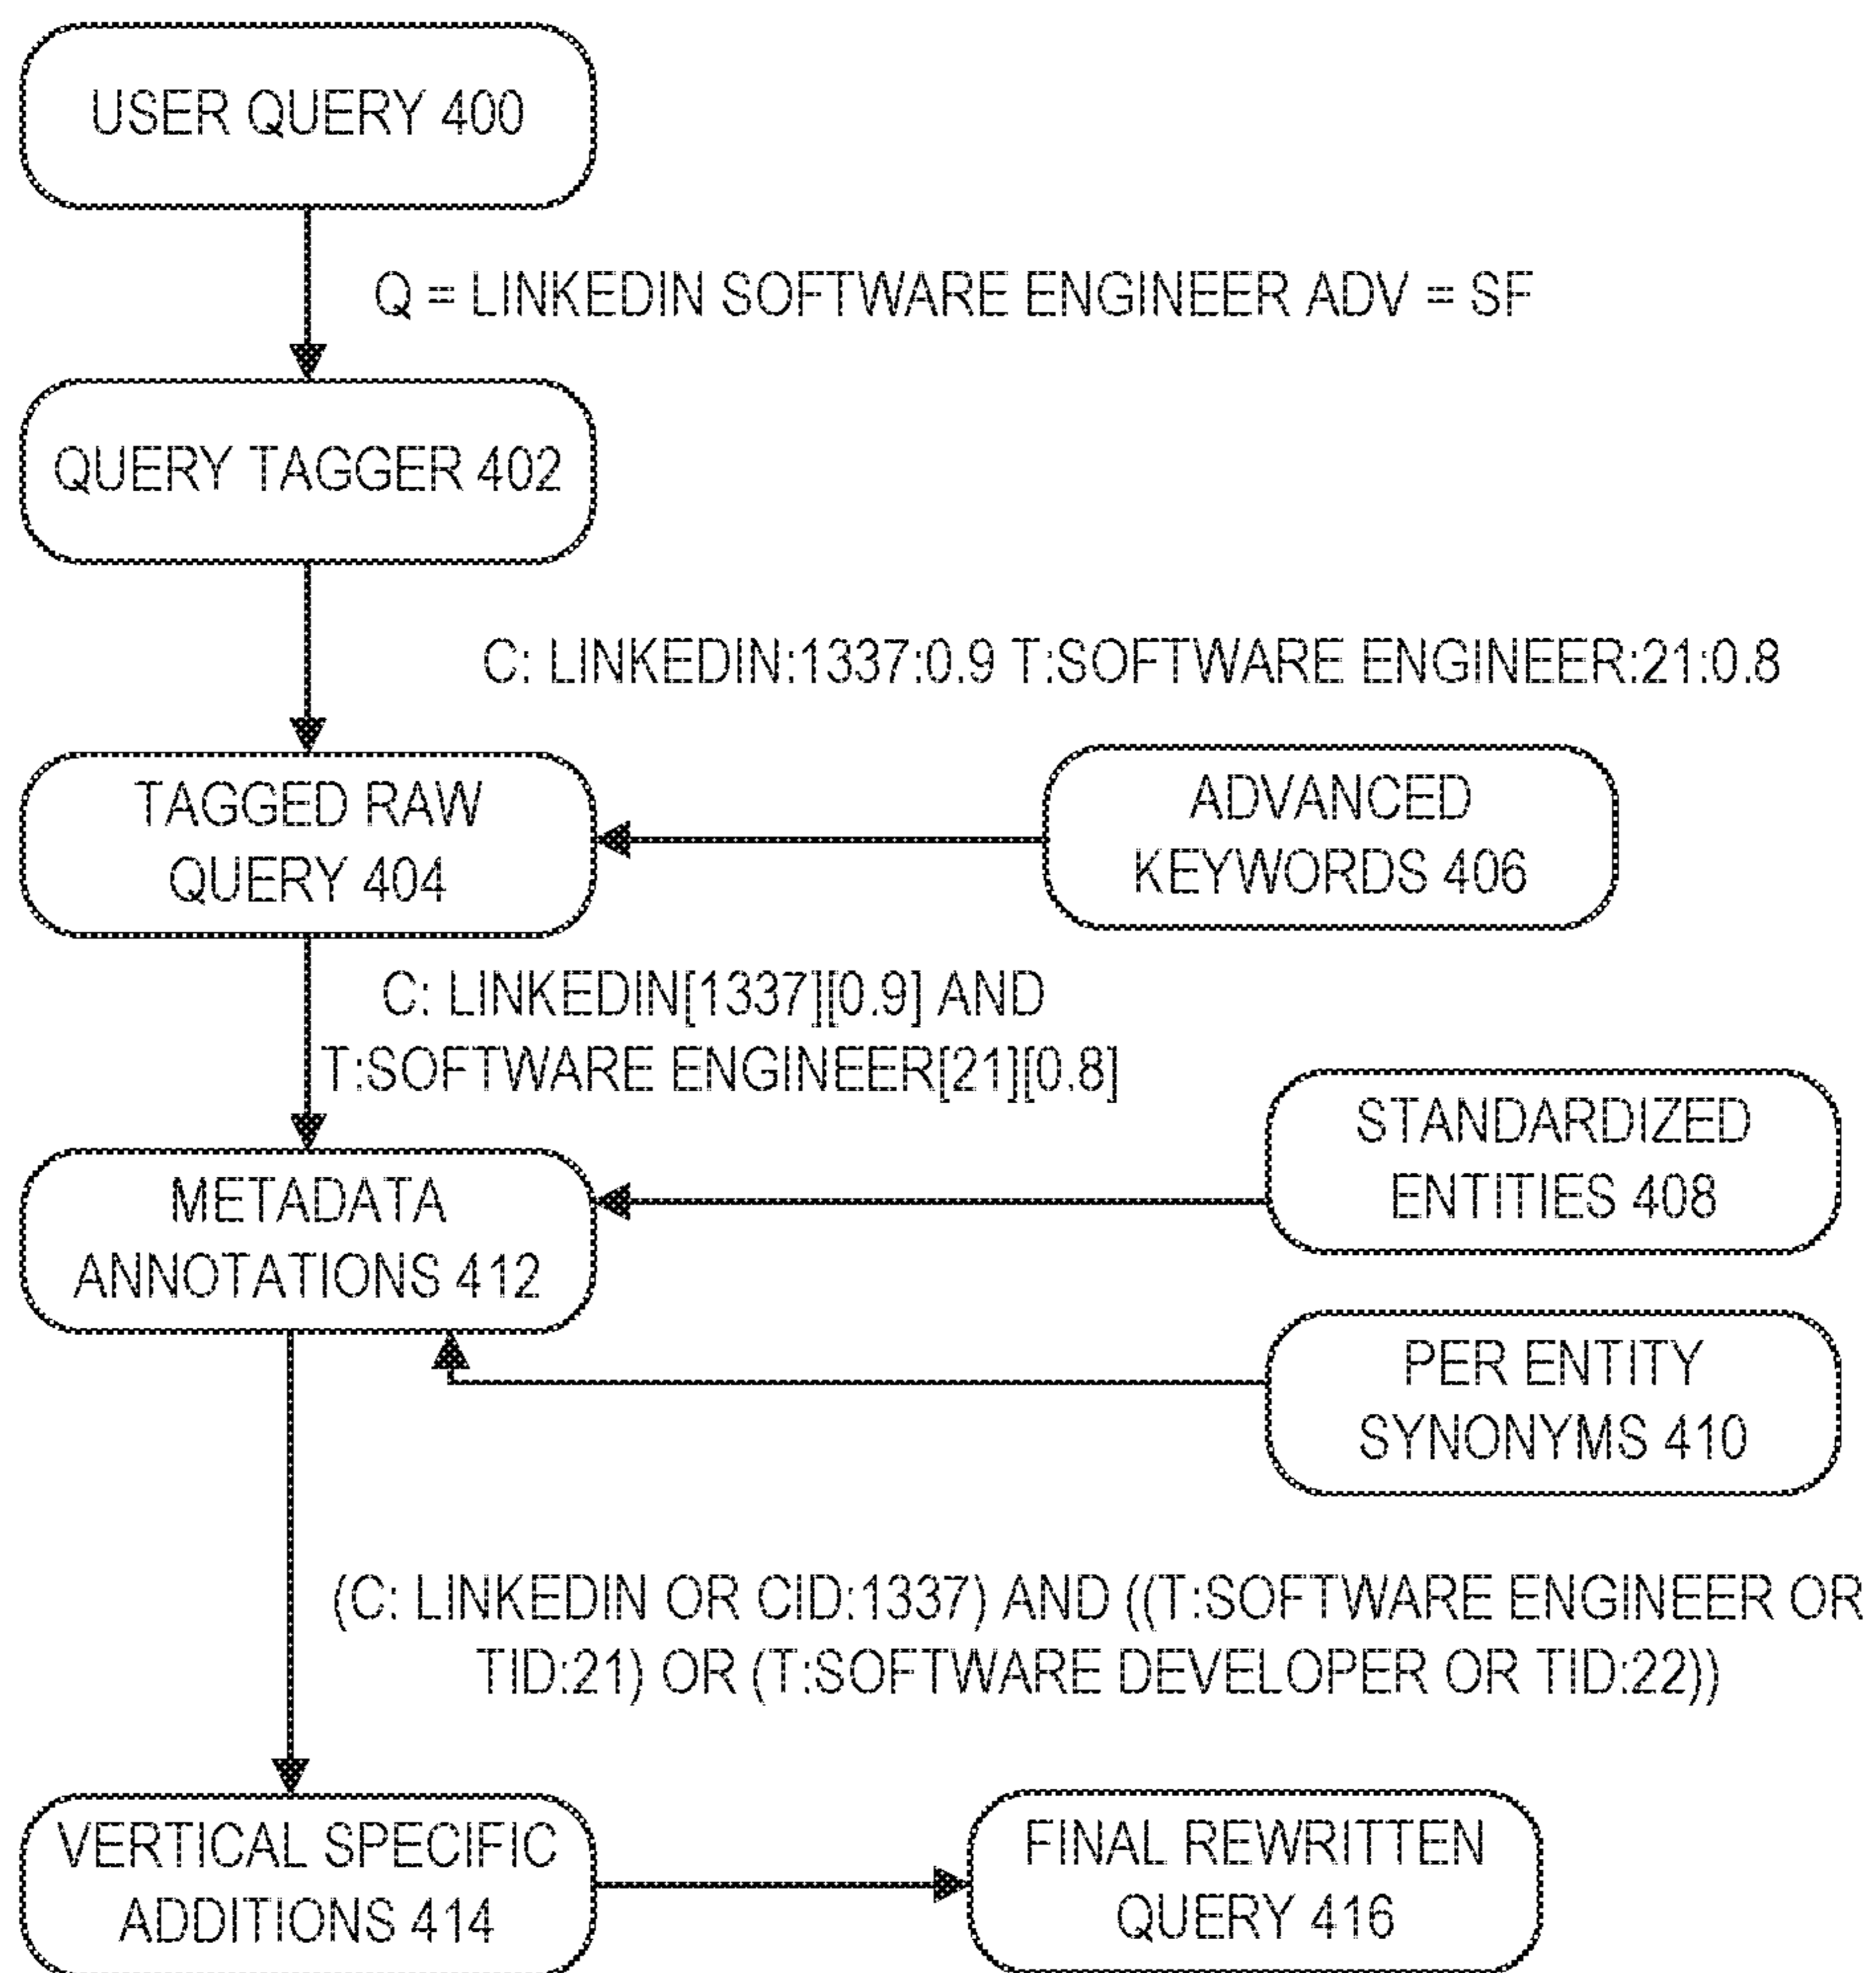 USER QUERY 400
Q = LINKEDIN SOFTWARE ENGINEER ADV = SF
QUERY TAGGER 402
C: LINKEDIN:1337:0.9 T:SOFTWARE ENGINEER:21:0.8
TAGGED RAW
QUERY 404
ADVANCED
KEYWORDS 406
C: LINKEDIN[1337][0.9] AND
T:SOFTWARE ENGINEER[21][0.8]
METADATA
ANNOTATIONS 412
STANDARDIZED
ENTITIES 408
PER ENTITY
SYNONYMS 410
(C: LINKEDIN OR CID:1337) AND ((T:SOFTWARE ENGINEER OR
TID:21) OR (T:SOFTWARE DEVELOPER OR TID:22))
VERTICAL SPECIFIC
ADDITIONS 414
FINAL REWRITTEN
QUERY 416